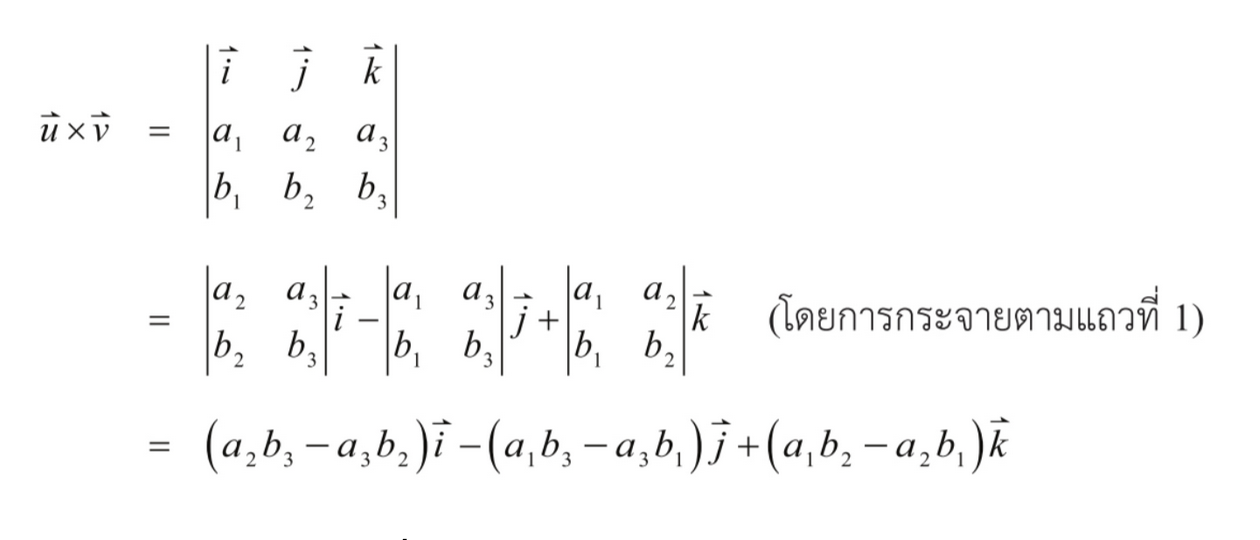 i⃗ j⃗ k⃗
u⃗ × v⃗ = | a₁ a₂ a₃ |
b₁ b₂ b₃
= |a₂ a₃; b₂ b₃| i⃗ − |a₁ a₃; b₁ b₃| j⃗ + |a₁ a₂; b₁ b₂| k⃗ (โดยการกระจายตามแถวที่ 1)
= (a₂b₃ − a₃b₂) i⃗ − (a₁b₃ − a₃b₁) j⃗ + (a₁b₂ − a₂b₁) k⃗